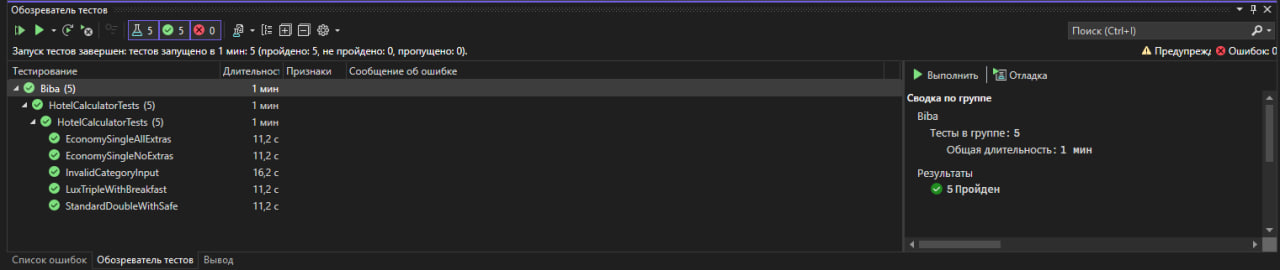 Обозреватель тестов
5 5 0
Поиск (Ctrl+I)
Запуск тестов завершен: тестов запущено в 1 мин: 5 (пройдено: 5, не пройдено: 0, пропущено: 0).
Предупреж Ошибок: 0
Тестирование Длительност Признаки Сообщение об ошибке
Biba (5) 1 мин
HotelCalculatorTests (5) 1 мин
HotelCalculatorTests (5) 1 мин
EconomySingleAllExtras 11,2 с
EconomySingleNoExtras 11,2 с
InvalidCategoryInput 16,2 с
LuxTripleWithBreakfast 11,2 с
StandardDoubleWithSafe 11,2 с
Выполнить Отладка
Сводка по группе
Biba
Тесты в группе: 5
Общая длительность: 1 мин
Результаты
5 Пройден
Список ошибок Обозреватель тестов Вывод